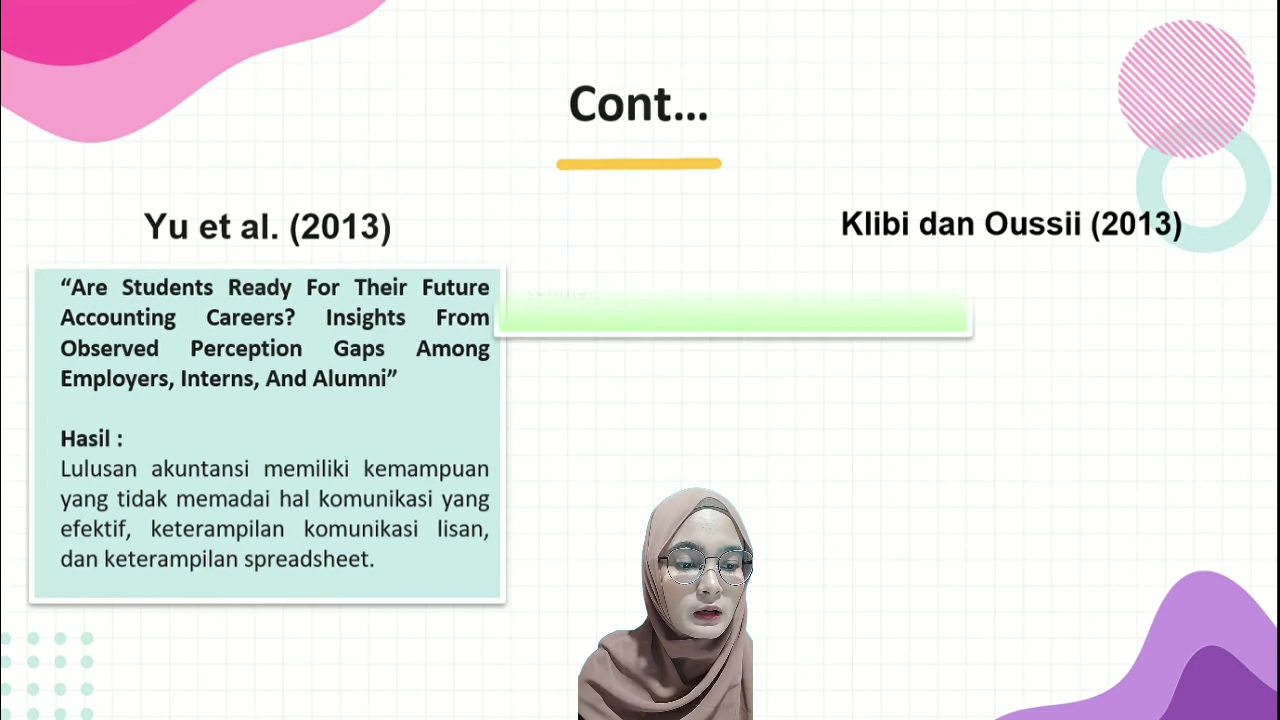 Cont...
Yu et al. (2013)
Klibi dan Oussii (2013)
“Are Students Ready For Their Future
Accounting Careers? Insights From
Observed Perception Gaps Among
Employers, Interns, And Alumni”
Hasil :
Lulusan akuntansi memiliki kemampuan
yang tidak memadai hal komunikasi yang
efektif, keterampilan komunikasi lisan,
dan keterampilan spreadsheet.